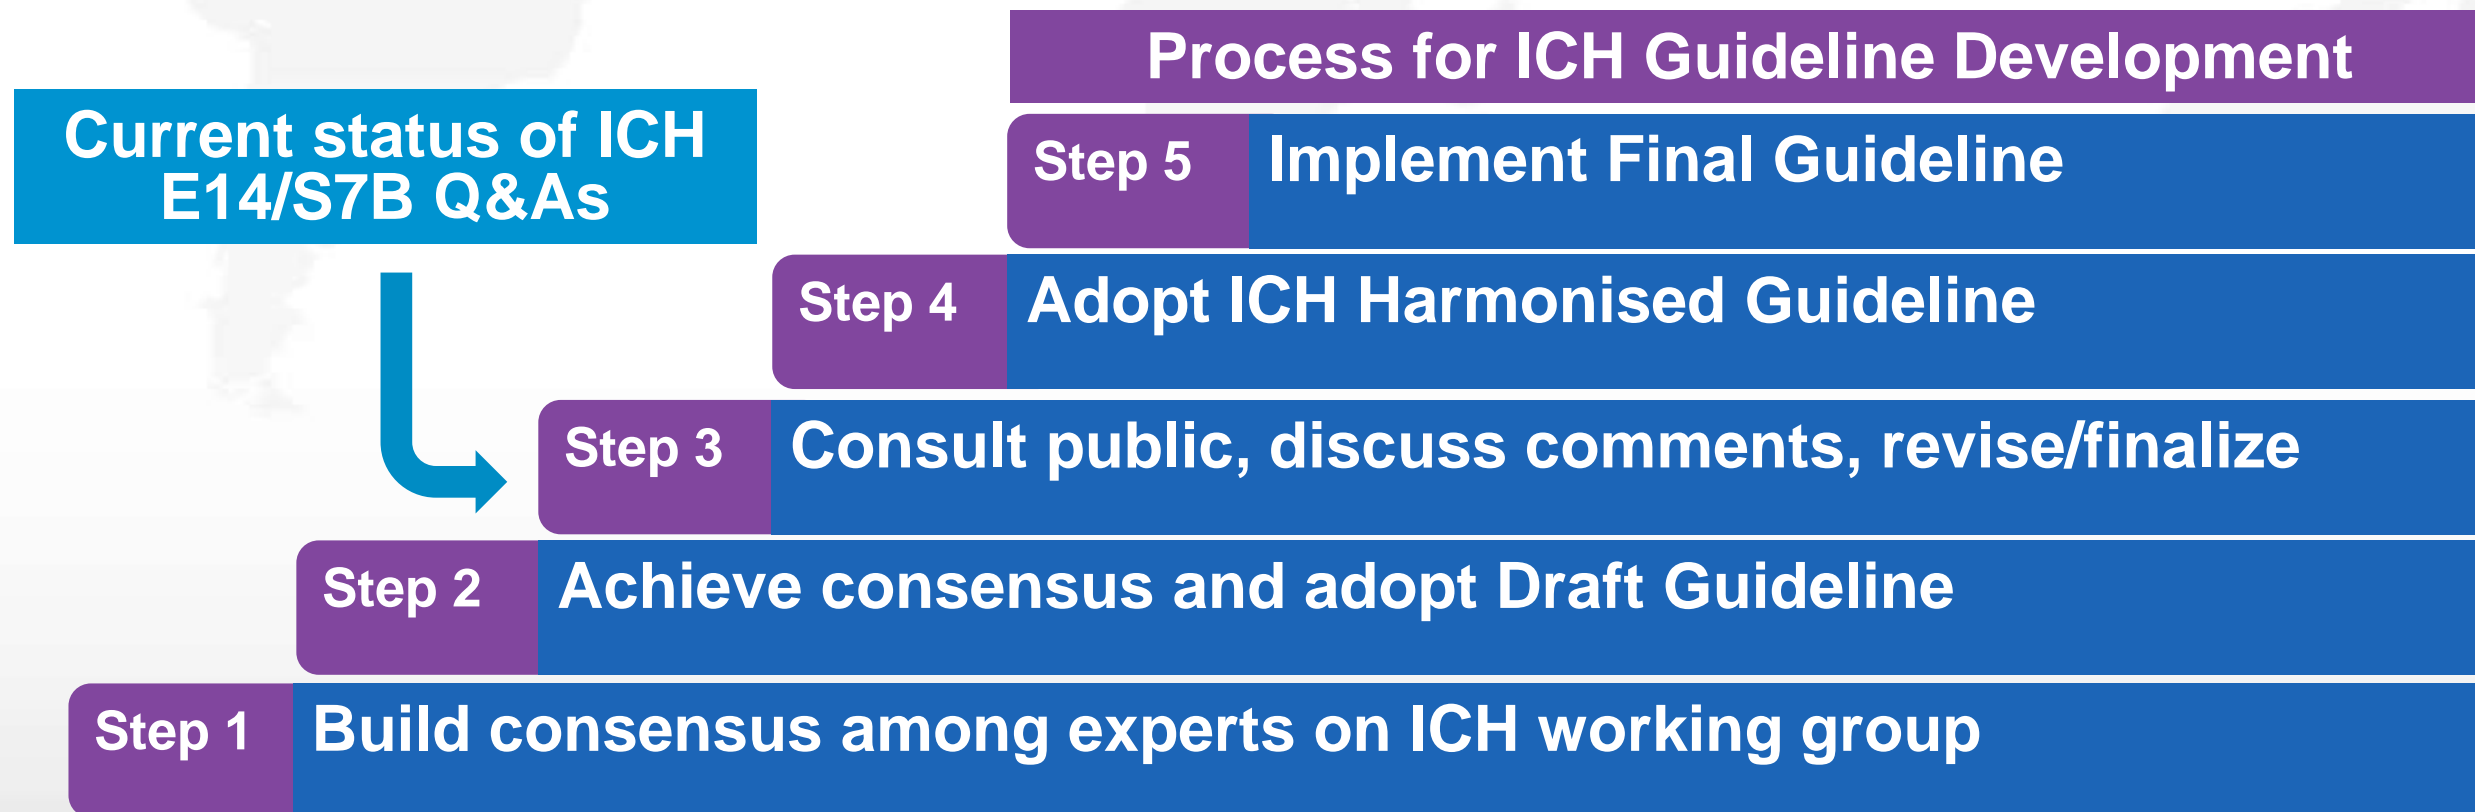 Process for ICH Guideline Development
Current status of ICH
E14/S7B Q&As
Step 5
Implement Final Guideline
Step 4
Adopt ICH Harmonised Guideline
Step 3
Consult public, discuss comments, revise/finalize
Step 2
Achieve consensus and adopt Draft Guideline
Step 1
Build consensus among experts on ICH working group